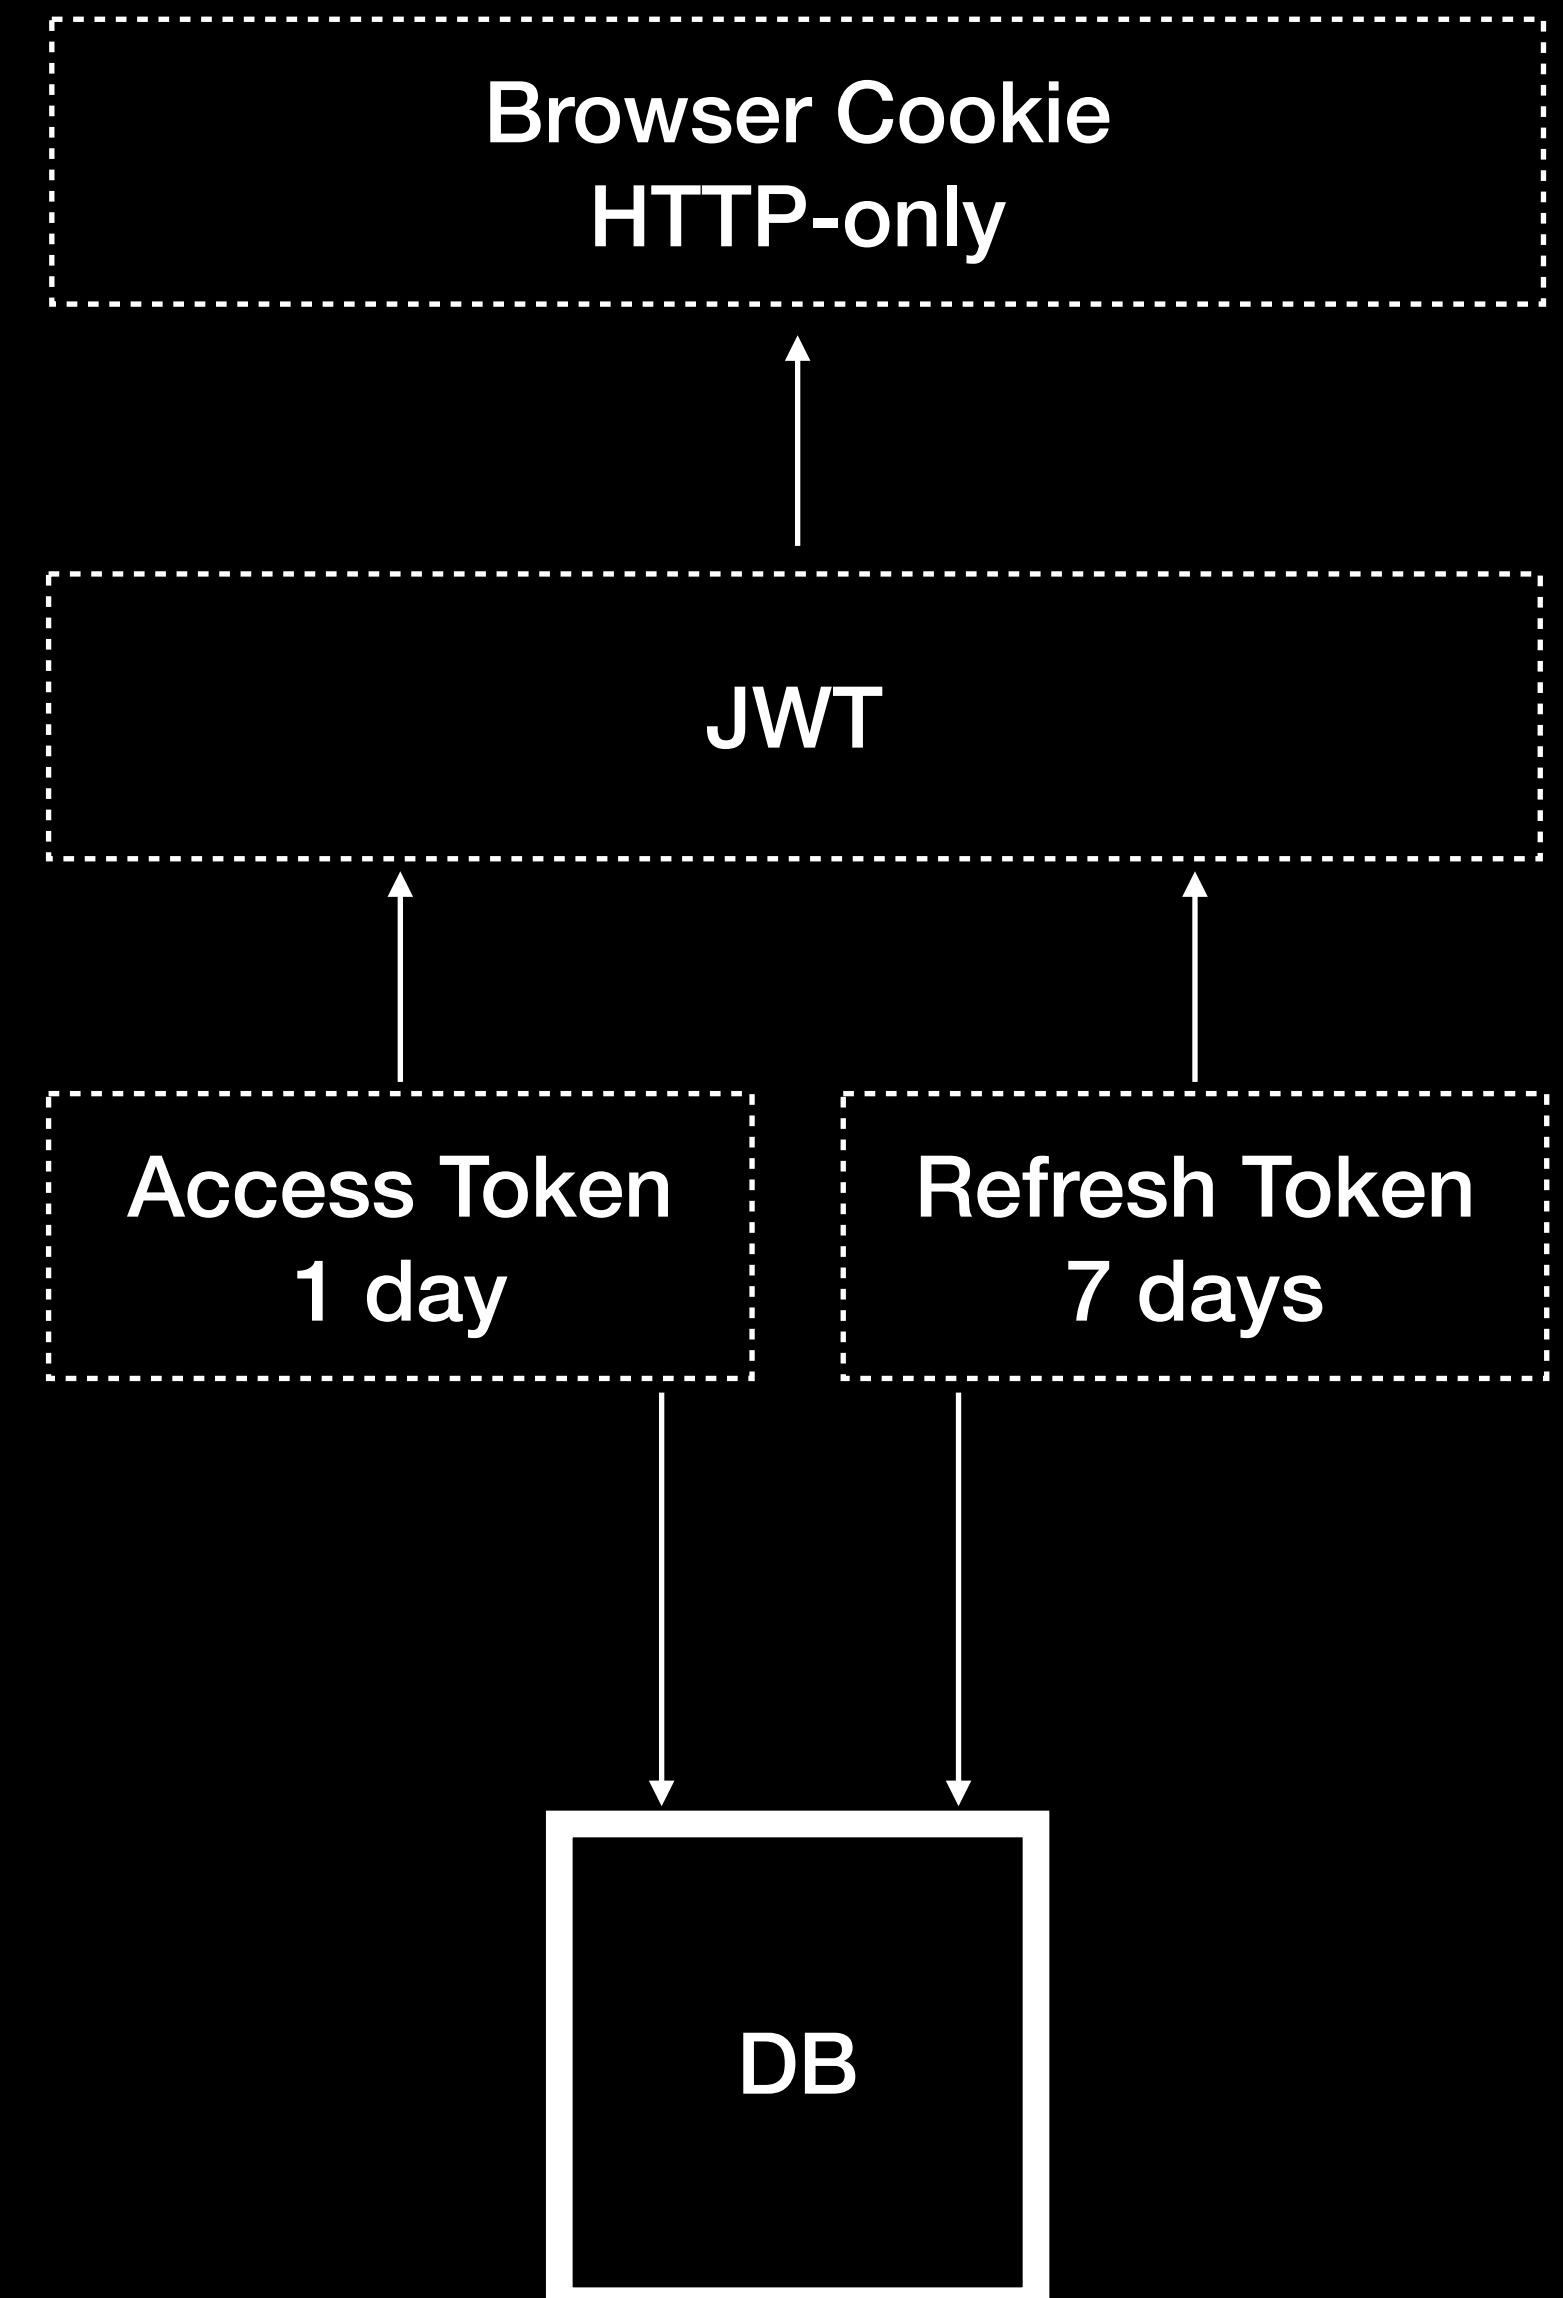 Browser Cookie
HTTP-only
JWT
Access Token
1 day
Refresh Token
7 days
DB